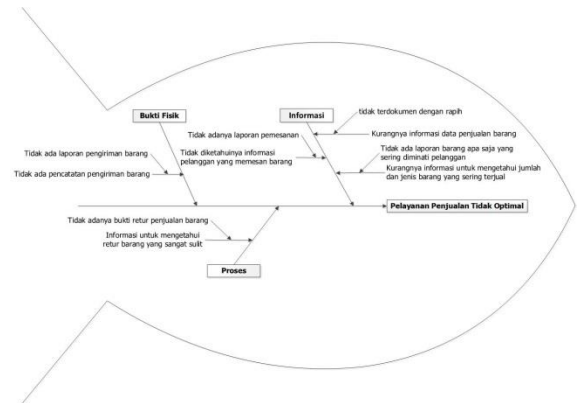 Bukti Fisik
Informasi
tidak terdokumen dengan rapih
Tidak adanya laporan pemesanan
Kurangnya informasi data penjualan barang
Tidak ada laporan pengiriman barang
Tidak diketahuinya informasi
pelanggan yang memesan barang
Tidak ada laporan barang apa saja yang
sering diminati pelanggan
Tidak ada pencatatan pengiriman barang
Kurangnya informasi untuk mengetahui jumlah
dan jenis barang yang sering terjual
Pelayanan Penjualan Tidak Optimal
Tidak adanya bukti retur penjualan barang
Informasi untuk mengetahui
retur barang yang sangat sulit
Proses